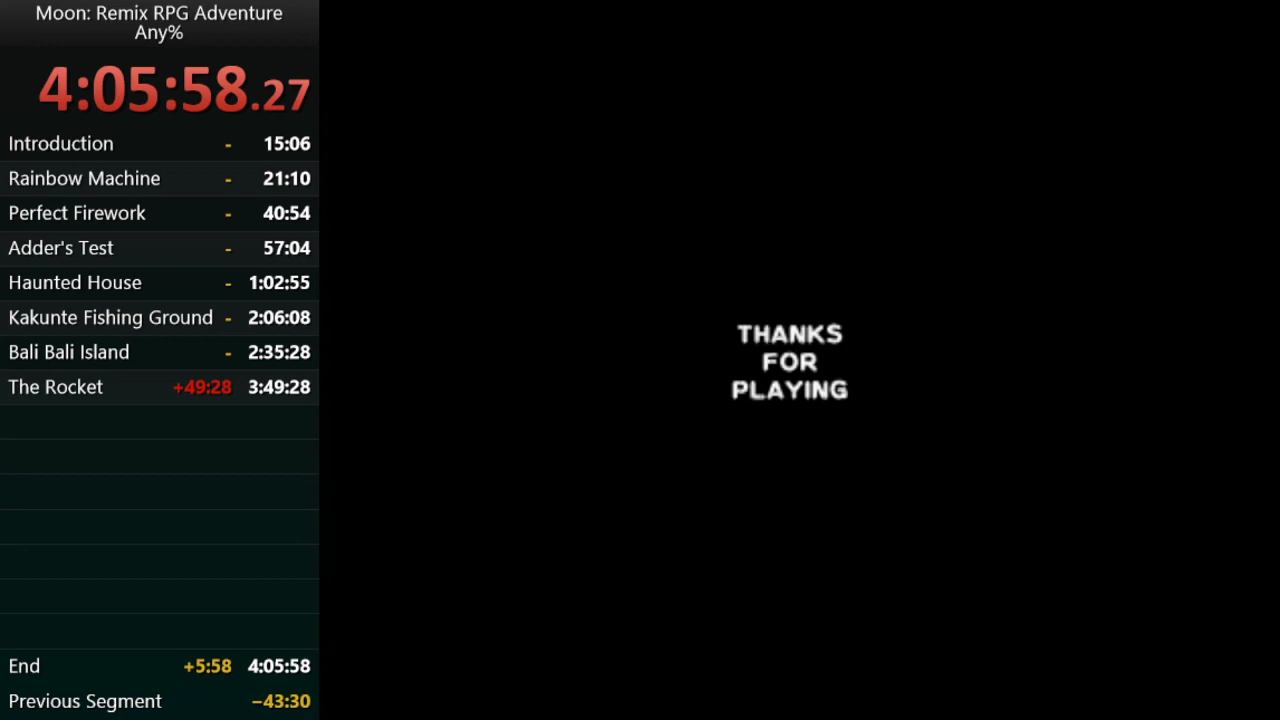 Moon: Remix RPG Adventure
Any%
4:05:58.27
Introduction - 15:06
Rainbow Machine - 21:10
Perfect Firework - 40:54
Adder's Test - 57:04
Haunted House - 1:02:55
Kakunte Fishing Ground - 2:06:08
Bali Bali Island - 2:35:28
The Rocket +49:28 3:49:28
End +5:58 4:05:58
Previous Segment −43:30
THANKS
FOR
PLAYING